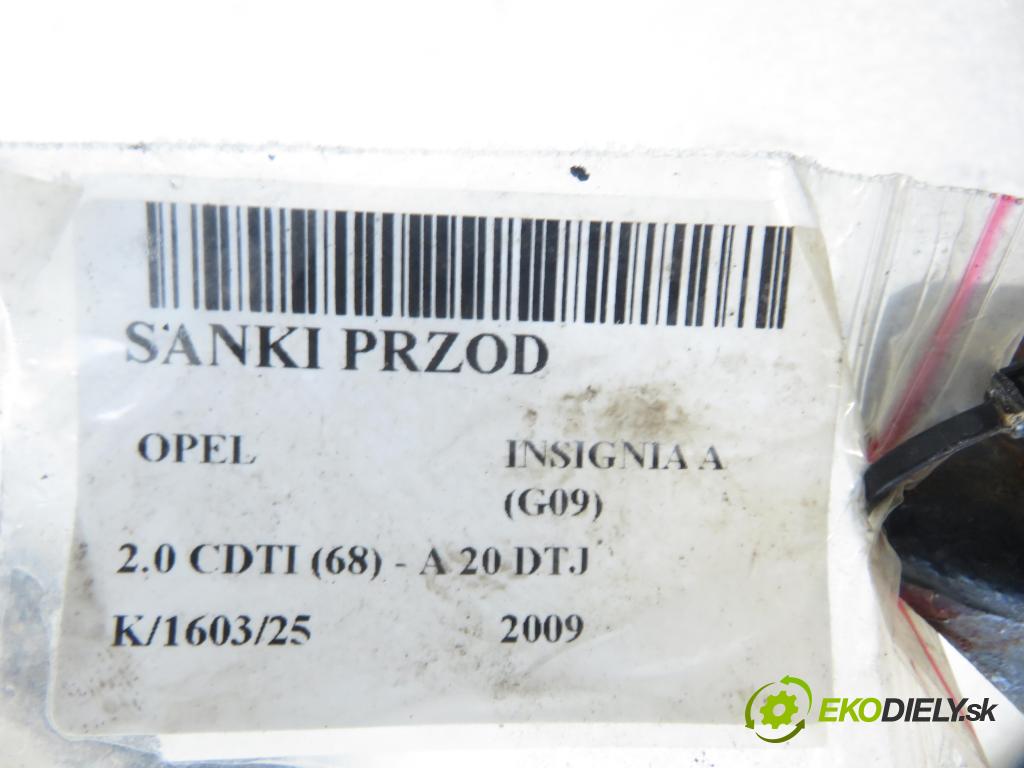 SANKI PRZOD
OPEL INSIGNIA A
(G09)
2.0 CDTI (68) - A 20 DTJ
K/1603/25 2009
EKODIELY.sk